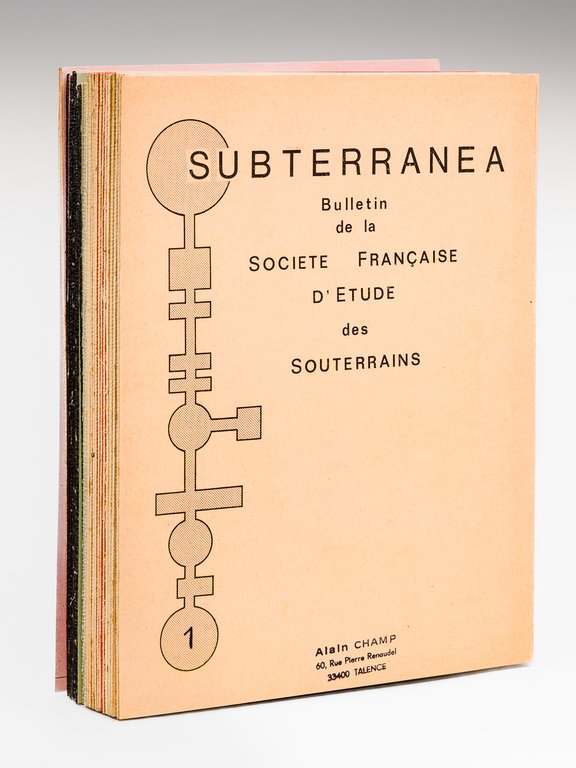 SUBTERRANEA
Bulletin
de la
SOCIETE FRANÇAISE
D'ETUDE
des
SOUTERRAINS
1
Alain CHAMP
60, Rue Pierre Renaudel
33400 TALENCE